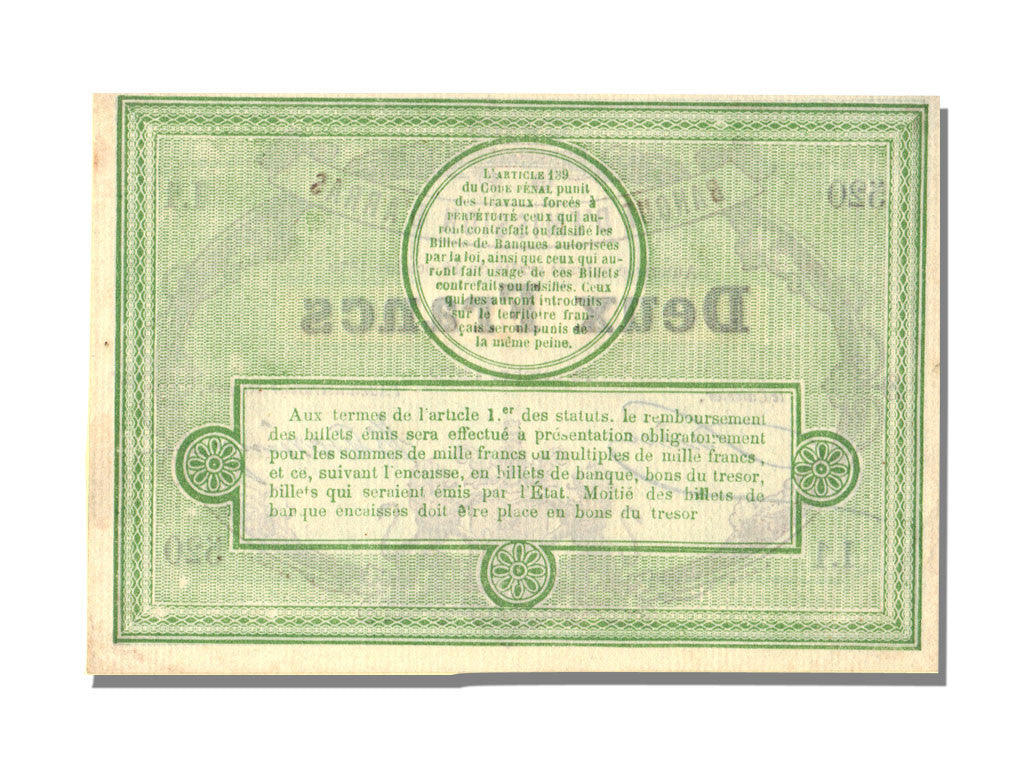 L'ARTICLE 139
du CODE PÉNAL punit
des travaux forcés à
PERPÉTUITÉ ceux qui au-
ront contrefait ou falsifié les
Billets de Banques autorisées
par la loi, ainsi que ceux qui au-
ront fait usage de ces Billets
contrefaits ou falsifiés. Ceux
qui les auront introduits
sur le territoire fran-
çais seront punis de
la même peine.
520
Deux Francs
Aux termes de l'article 1.er des statuts. le remboursement
des billets émis sera effectué à présentation obligatoirement
pour les sommes de mille francs ou multiples de mille francs,
et ce, suivant l'encaisse, en billets de banque, bons du tresor,
billets qui seraient émis par l'État. Moitié des billets de
banque encaissés doit être place en bons du tresor
520